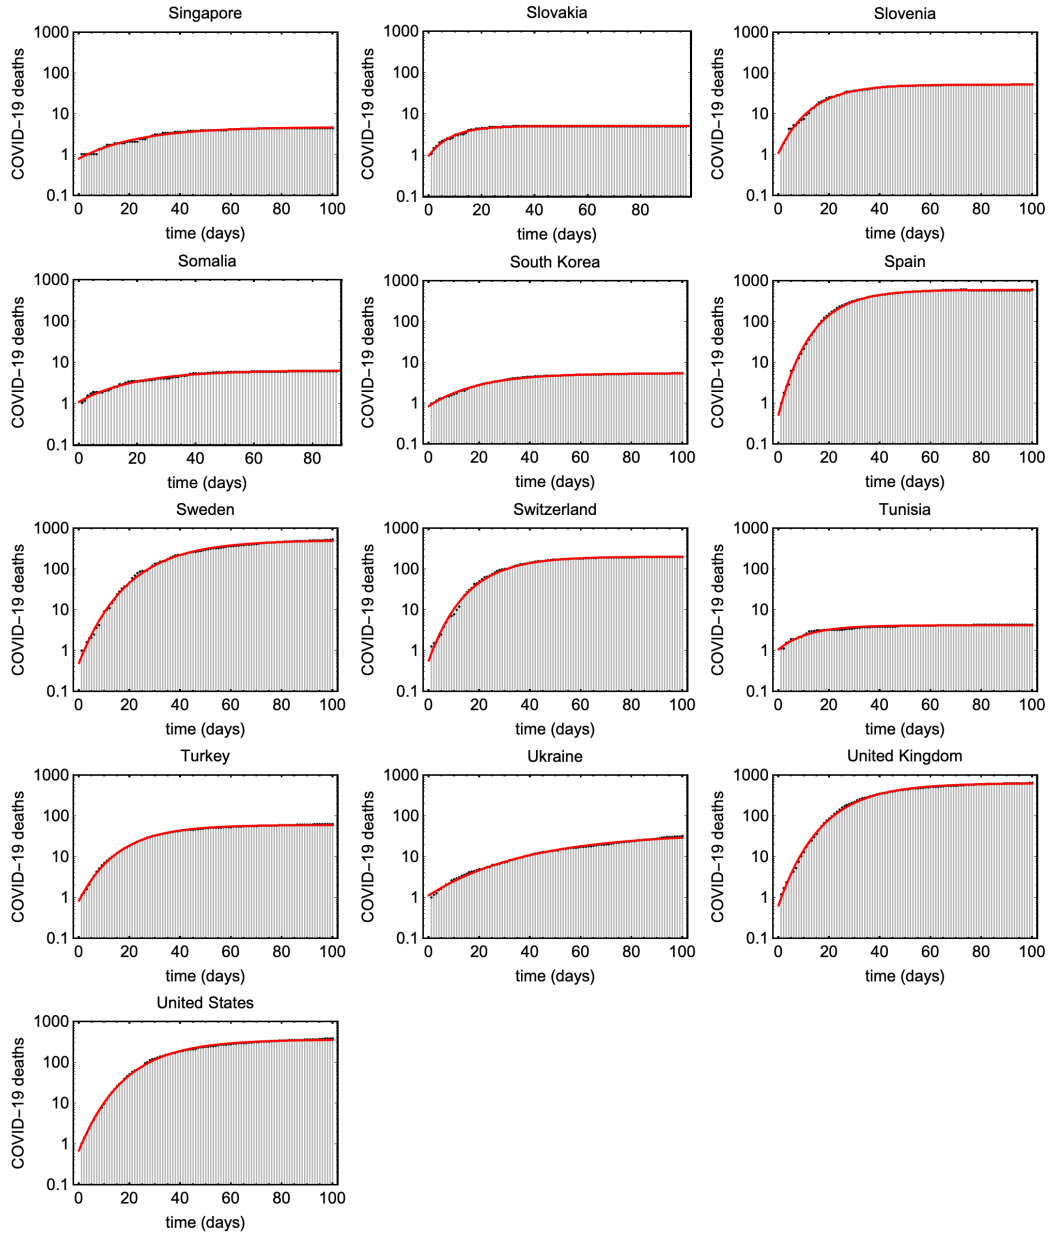 Singapore
COVID−19 deaths
1000
100
10
1
0.1
0 20 40 60 80 100
time (days)
Slovakia
COVID−19 deaths
1000
100
10
1
0.1
0 20 40 60 80
time (days)
Slovenia
COVID−19 deaths
1000
100
10
1
0.1
0 20 40 60 80 100
time (days)
Somalia
COVID−19 deaths
1000
100
10
1
0.1
0 20 40 60 80
time (days)
South Korea
COVID−19 deaths
1000
100
10
1
0.1
0 20 40 60 80 100
time (days)
Spain
COVID−19 deaths
1000
100
10
1
0.1
0 20 40 60 80 100
time (days)
Sweden
COVID−19 deaths
1000
100
10
1
0.1
0 20 40 60 80 100
time (days)
Switzerland
COVID−19 deaths
1000
100
10
1
0.1
0 20 40 60 80 100
time (days)
Tunisia
COVID−19 deaths
1000
100
10
1
0.1
0 20 40 60 80 100
time (days)
Turkey
COVID−19 deaths
1000
100
10
1
0.1
0 20 40 60 80 100
time (days)
Ukraine
COVID−19 deaths
1000
100
10
1
0.1
0 20 40 60 80 100
time (days)
United Kingdom
COVID−19 deaths
1000
100
10
1
0.1
0 20 40 60 80 100
time (days)
United States
COVID−19 deaths
1000
100
10
1
0.1
0 20 40 60 80 100
time (days)